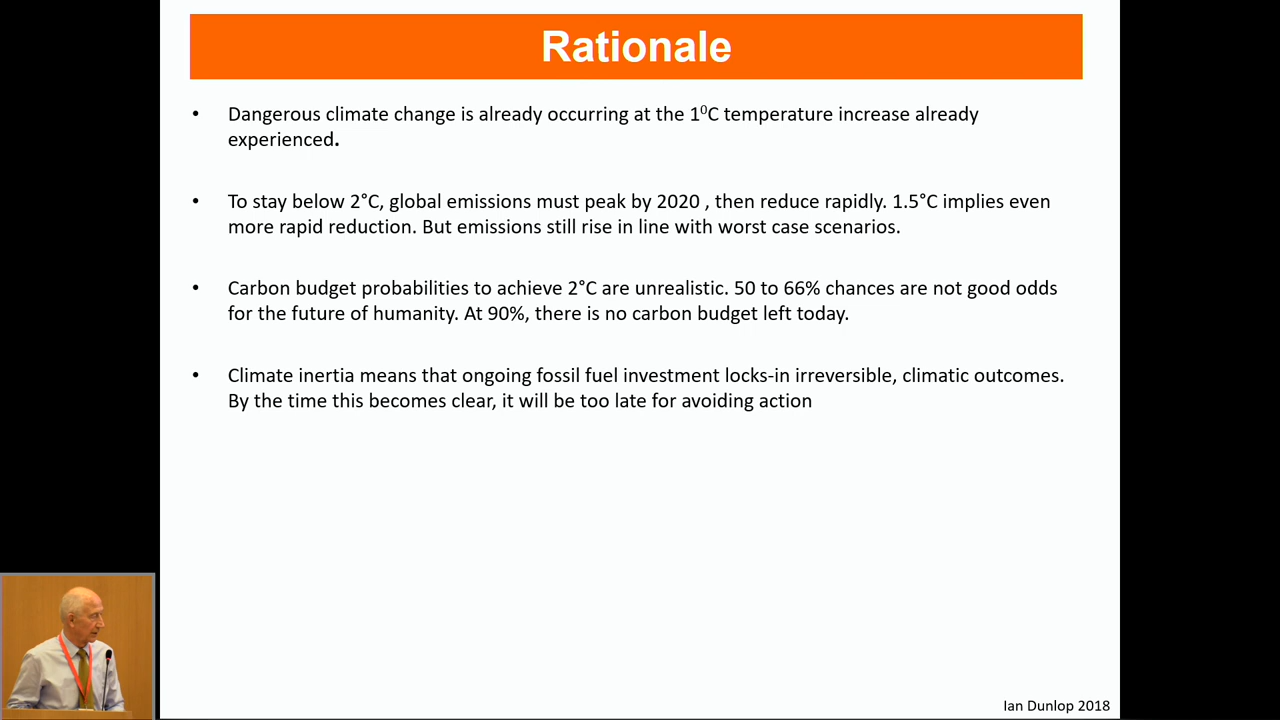 Rationale
• Dangerous climate change is already occurring at the 1⁰C temperature increase already
experienced.
• To stay below 2°C, global emissions must peak by 2020 , then reduce rapidly. 1.5°C implies even
more rapid reduction. But emissions still rise in line with worst case scenarios.
• Carbon budget probabilities to achieve 2°C are unrealistic. 50 to 66% chances are not good odds
for the future of humanity. At 90%, there is no carbon budget left today.
• Climate inertia means that ongoing fossil fuel investment locks-in irreversible, climatic outcomes.
By the time this becomes clear, it will be too late for avoiding action
Ian Dunlop 2018